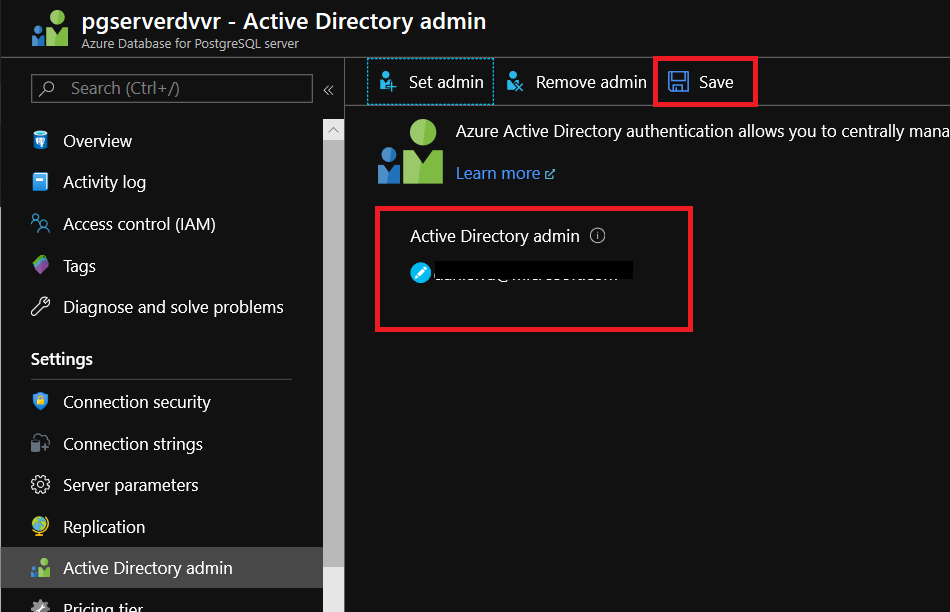 pgserverdvvr - Active Directory admin
Azure Database for PostgreSQL server
Search (Ctrl+/)
«
Overview
Activity log
Access control (IAM)
Tags
Diagnose and solve problems
Settings
Connection security
Connection strings
Server parameters
Replication
Active Directory admin
Pricing tier
Set admin
Remove admin
Save
Azure Active Directory authentication allows you to centrally mana
Learn more
Active Directory admin